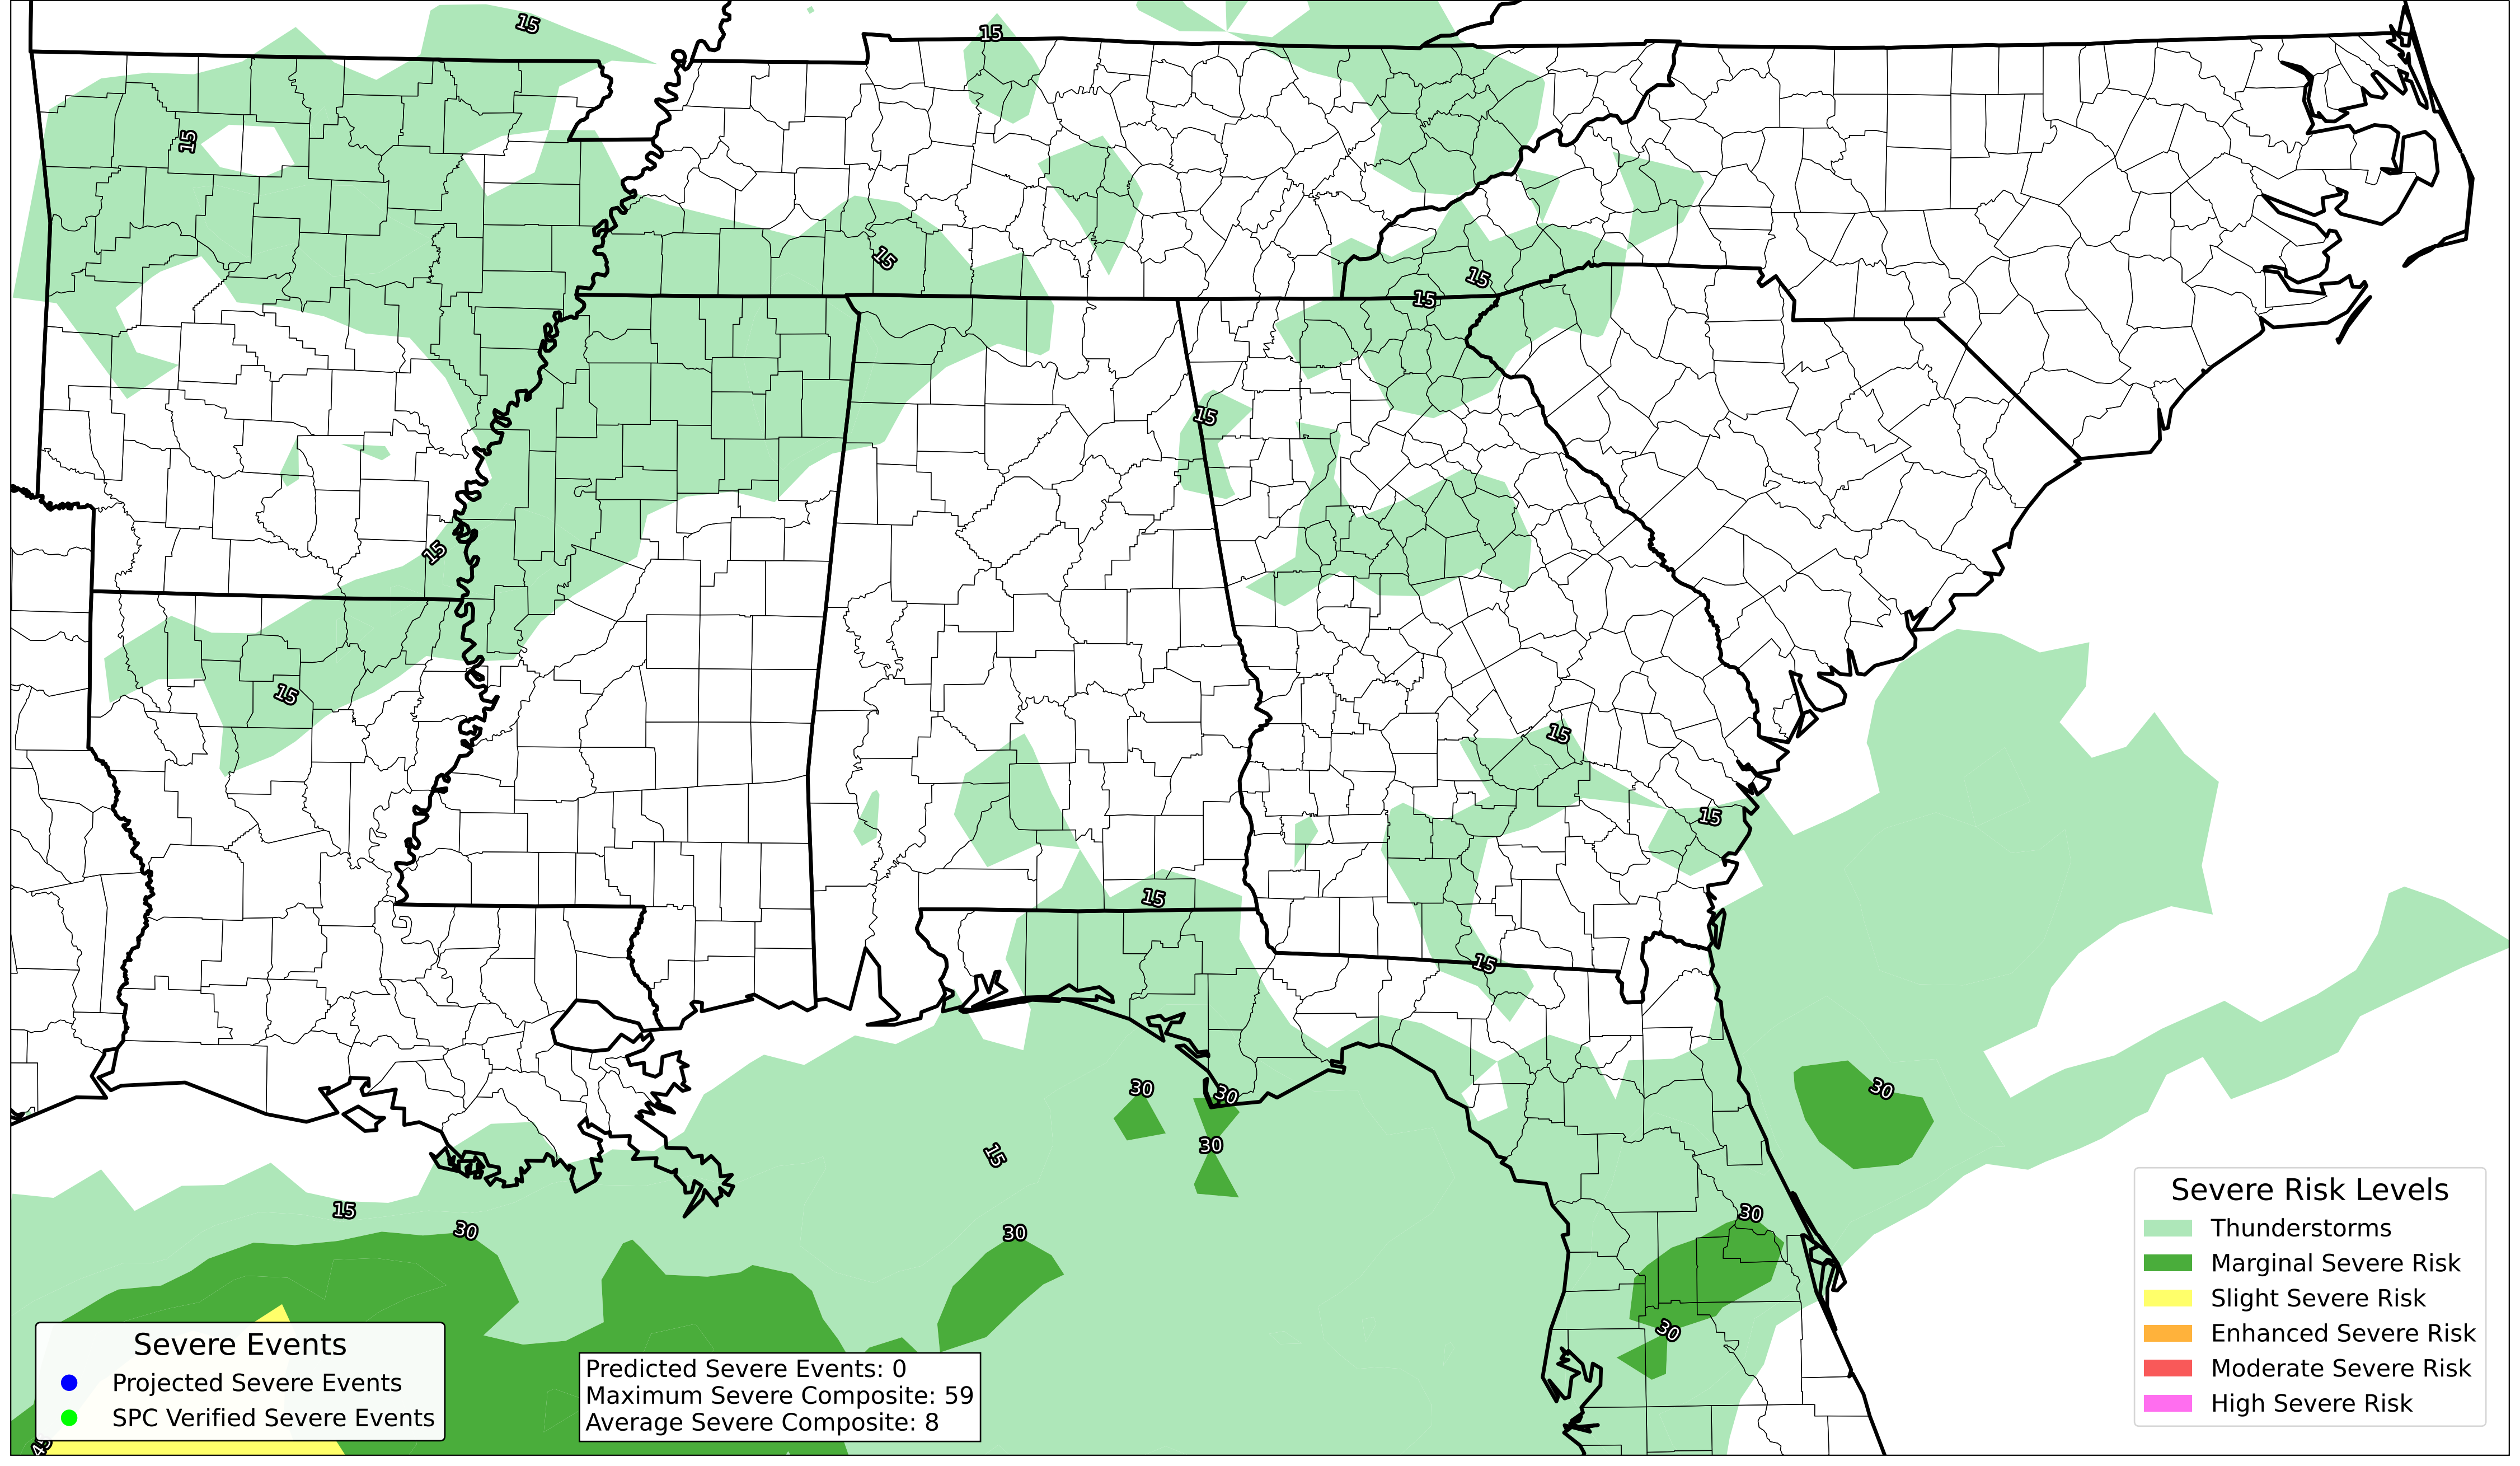 15
15
15
15
15
15
15
15
15
15
15
15
15
30
30
30
30
15
15
30
30
30
30
45
Severe Events
Projected Severe Events
SPC Verified Severe Events
Predicted Severe Events: 0
Maximum Severe Composite: 59
Average Severe Composite: 8
Severe Risk Levels
Thunderstorms
Marginal Severe Risk
Slight Severe Risk
Enhanced Severe Risk
Moderate Severe Risk
High Severe Risk